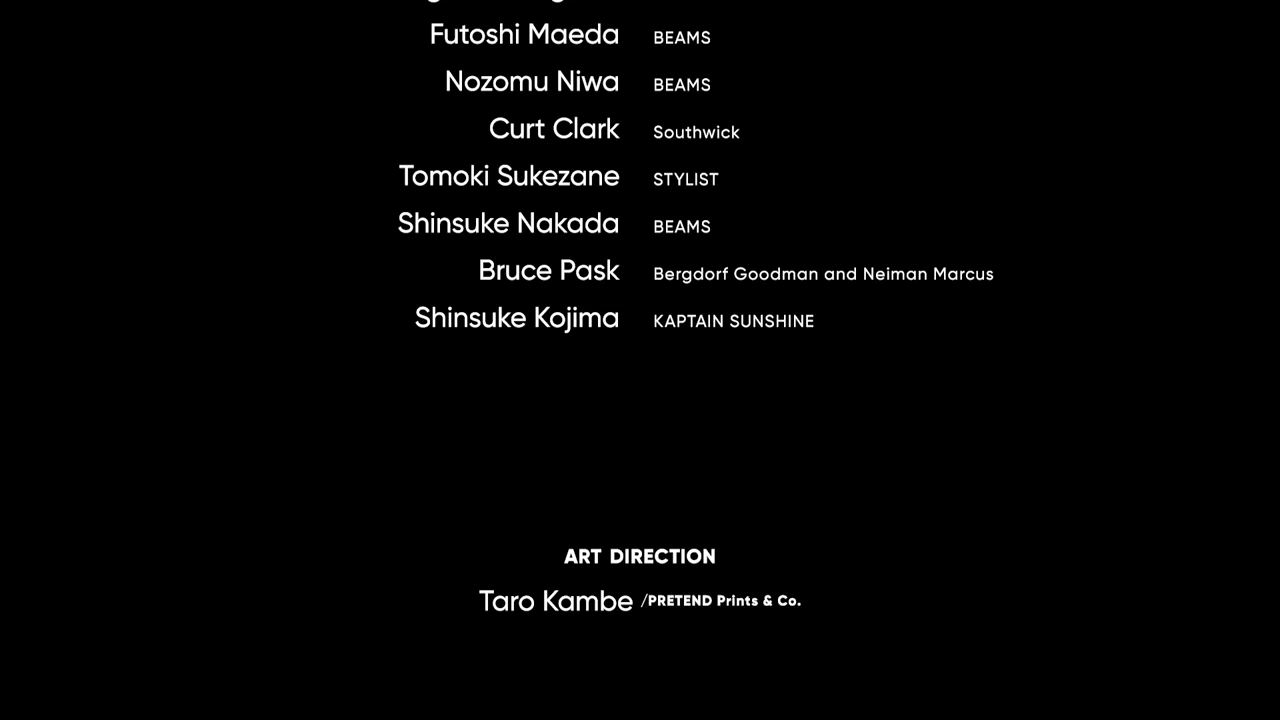 Futoshi Maeda BEAMS
Nozomu Niwa BEAMS
Curt Clark Southwick
Tomoki Sukezane STYLIST
Shinsuke Nakada BEAMS
Bruce Pask Bergdorf Goodman and Neiman Marcus
Shinsuke Kojima KAPTAIN SUNSHINE
ART DIRECTION
Taro Kambe /PRETEND Prints & Co.